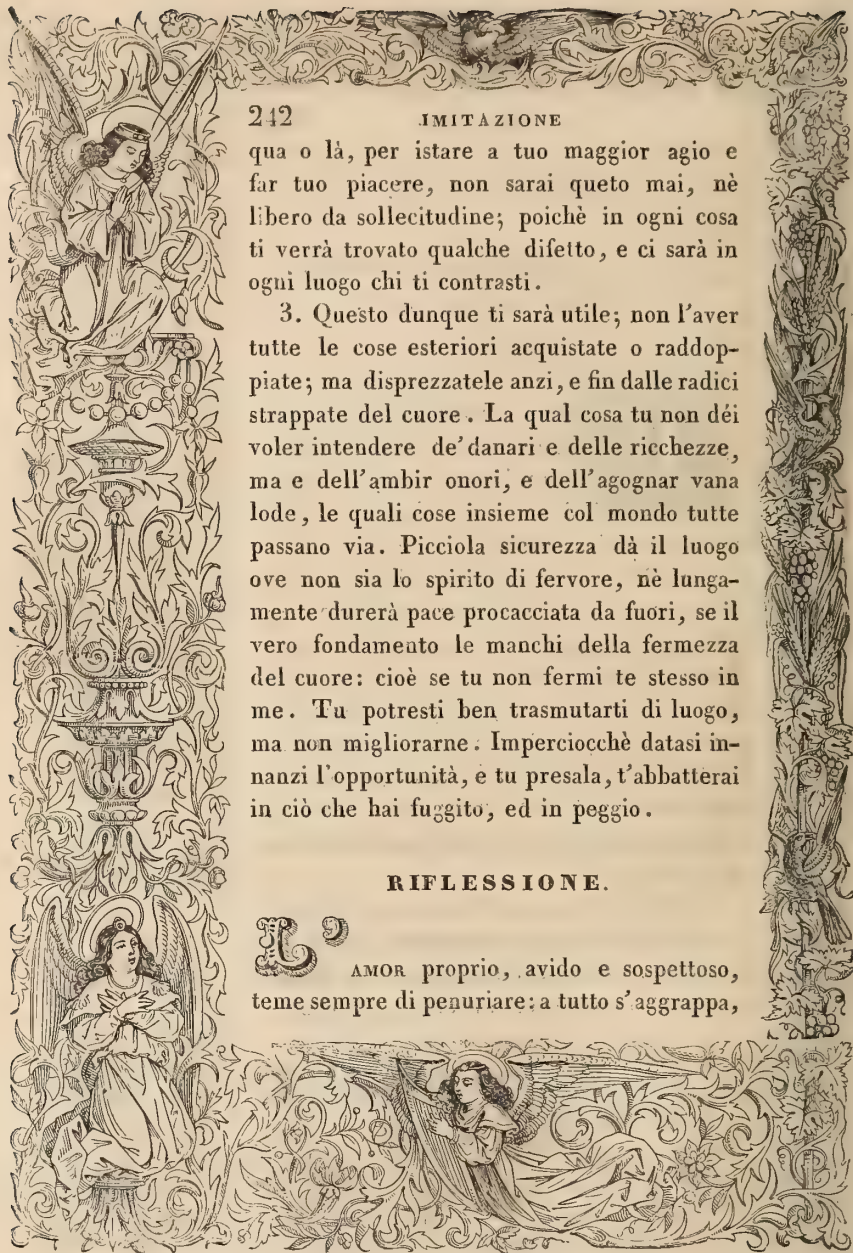 242 IMITAZIONE
qua o là, per istare a tuo maggior agio e
far tuo piacere, non sarai queto mai, nè
libero da sollecitudine; poichè in ogni cosa
ti verrà trovato qualche difetto, e ci sarà in
ogni luogo chi ti contrasti.
3. Questo dunque ti sarà utile; non l'aver
tutte le cose esteriori acquistate o raddop-
piate; ma disprezzatele anzi, e fin dalle radici
strappate del cuore. La qual cosa tu non déi
voler intendere de' danari e delle ricchezze,
ma e dell'ambir onori, e dell'agognar vana
lode, le quali cose insieme col mondo tutte
passano via. Picciola sicurezza dà il luogo
ove non sia lo spirito di fervore, nè lunga-
mente durerà pace procacciata da fuori, se il
vero fondamento le manchi della fermezza
del cuore: cioè se tu non fermi te stesso in
me. Tu potresti ben trasmutarti di luogo,
ma non migliorarne. Imperciocchè datasi in-
nanzi l'opportunità, e tu presala, t'abbatterai
in ciò che hai fuggito, ed in peggio.
RIFLESSIONE.
L'AMOR proprio, avido e sospettoso,
teme sempre di penuriare: a tutto s'aggrappa,